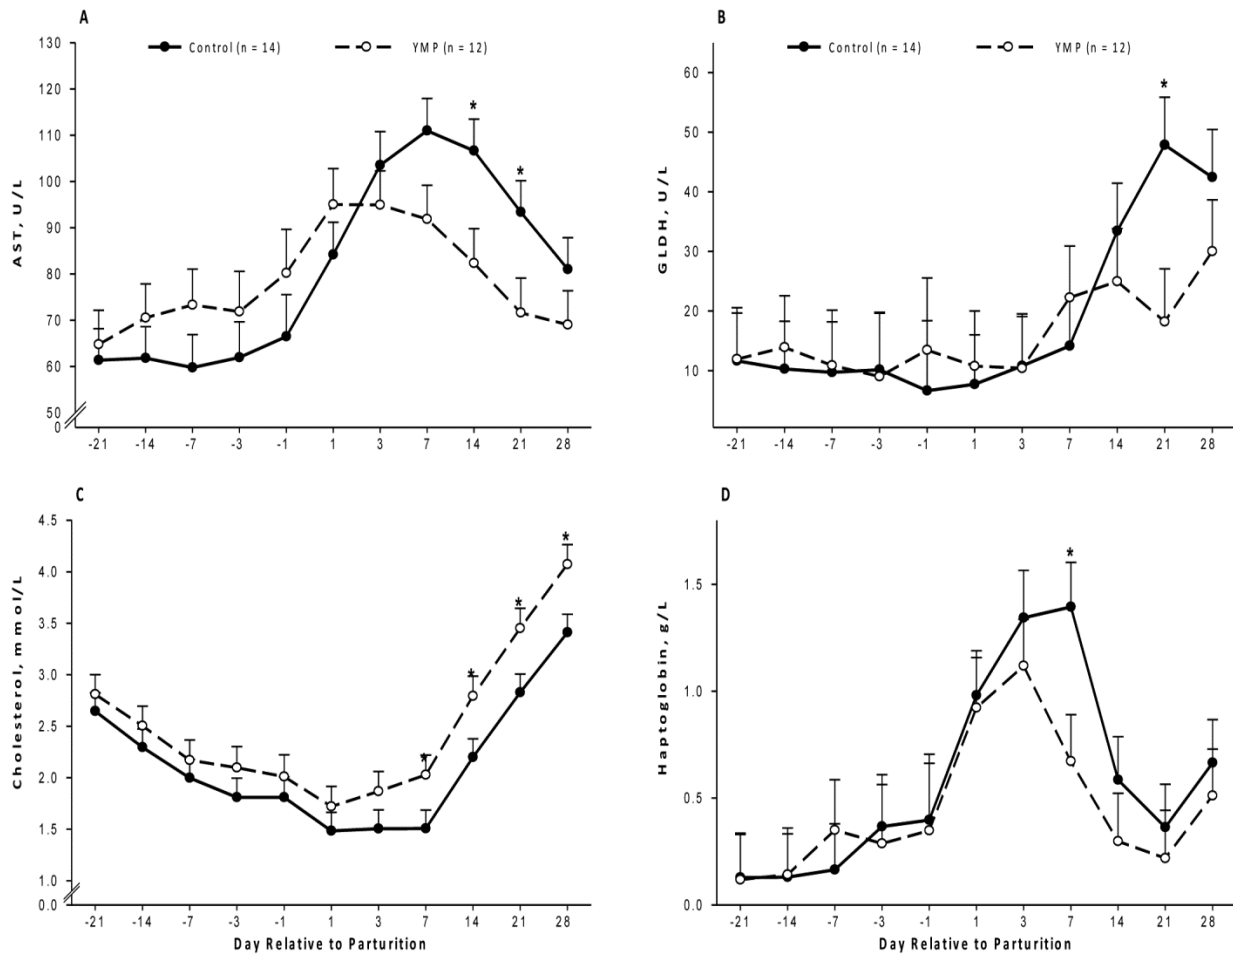 A
Control (n = 14)
YMP (n = 12)
130
120
110
100
90
80
70
60
50
0
AST, U/L
*
*
-21 -14 -7 -3 -1 1 3 7 14 21 28
B
Control (n = 14)
YMP (n = 12)
60
50
40
30
20
10
GLDH, U/L
*
-21 -14 -7 -3 -1 1 3 7 14 21 28
C
4.5
4.0
3.5
3.0
2.5
2.0
1.5
1.0
0.0
Cholesterol, mmol/L
*
*
*
*
-21 -14 -7 -3 -1 1 3 7 14 21 28
Day Relative to Parturition
D
1.5
1.0
0.5
0.0
Haptoglobin, g/L
*
-21 -14 -7 -3 -1 1 3 7 14 21 28
Day Relative to Parturition